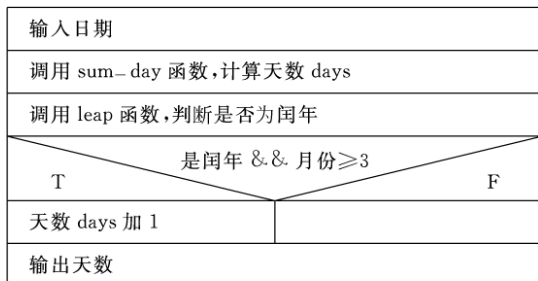 输入日期
调用 sum_day 函数,计算天数 days
调用 leap 函数,判断是否为闰年
是闰年 && 月份≥3
T
F
天数 days 加 1
输出天数